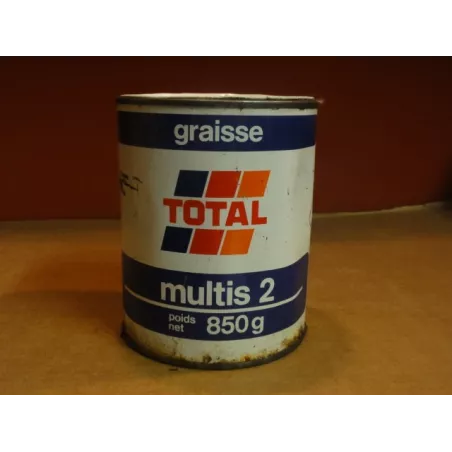 graisse
TOTAL
multis 2
poids
net 850g